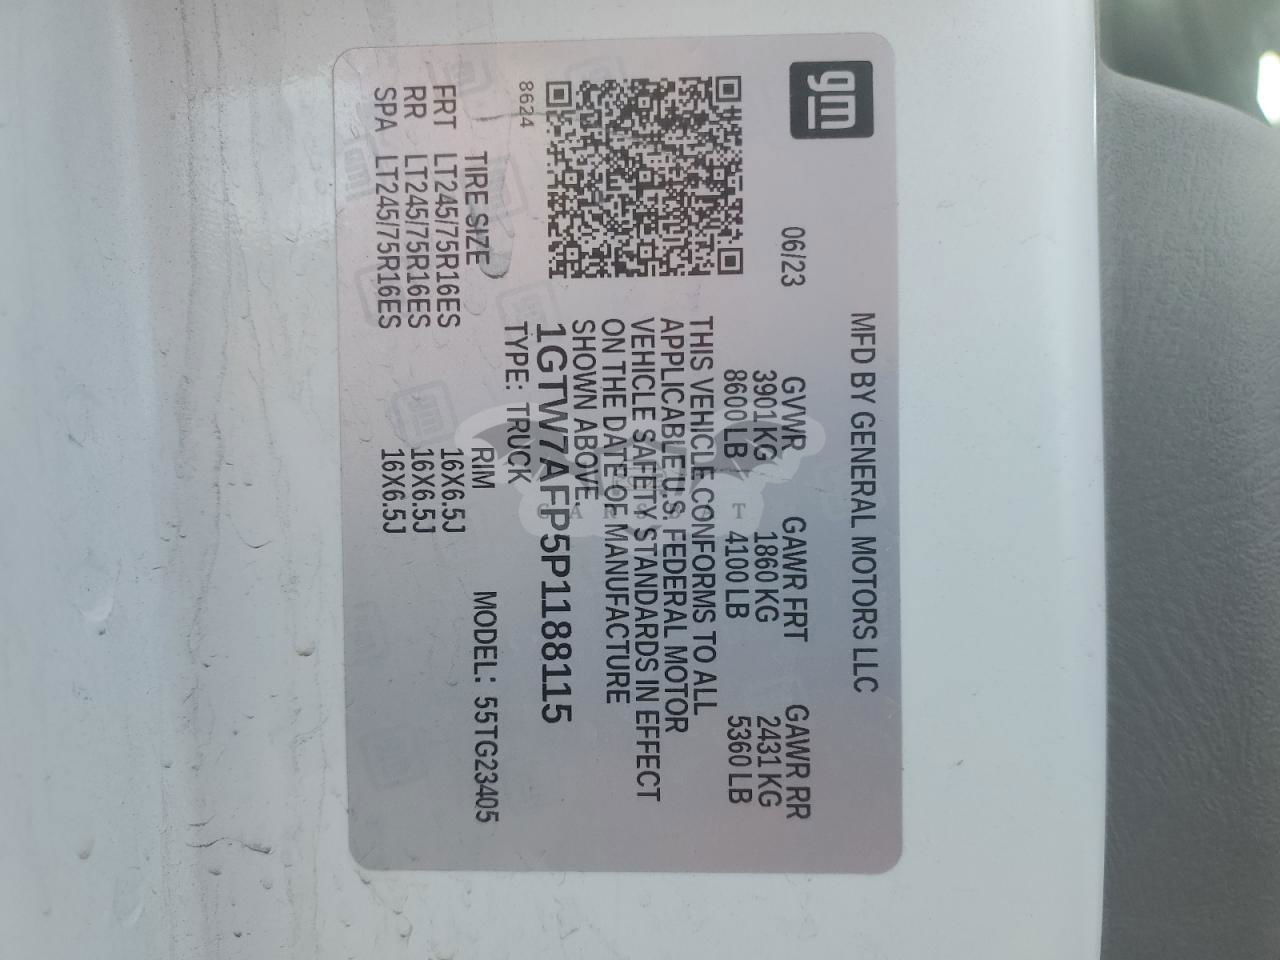 gm
MFD BY GENERAL MOTORS LLC
06/23
GVWR GAWR FRT GAWR RR
3901 KG 1860 KG 2431 KG
8600 LB 4100 LB 5360 LB
THIS VEHICLE CONFORMS TO ALL
APPLICABLE U.S. FEDERAL MOTOR
VEHICLE SAFETY STANDARDS IN EFFECT
ON THE DATE OF MANUFACTURE
SHOWN ABOVE.
1GTW7AFP5P1188115
TYPE: TRUCK
8624
TIRE SIZE RIM MODEL: 55TG23405
FRT LT245/75R16ES 16X6.5J
RR LT245/75R16ES 16X6.5J
SPA LT245/75R16ES 16X6.5J